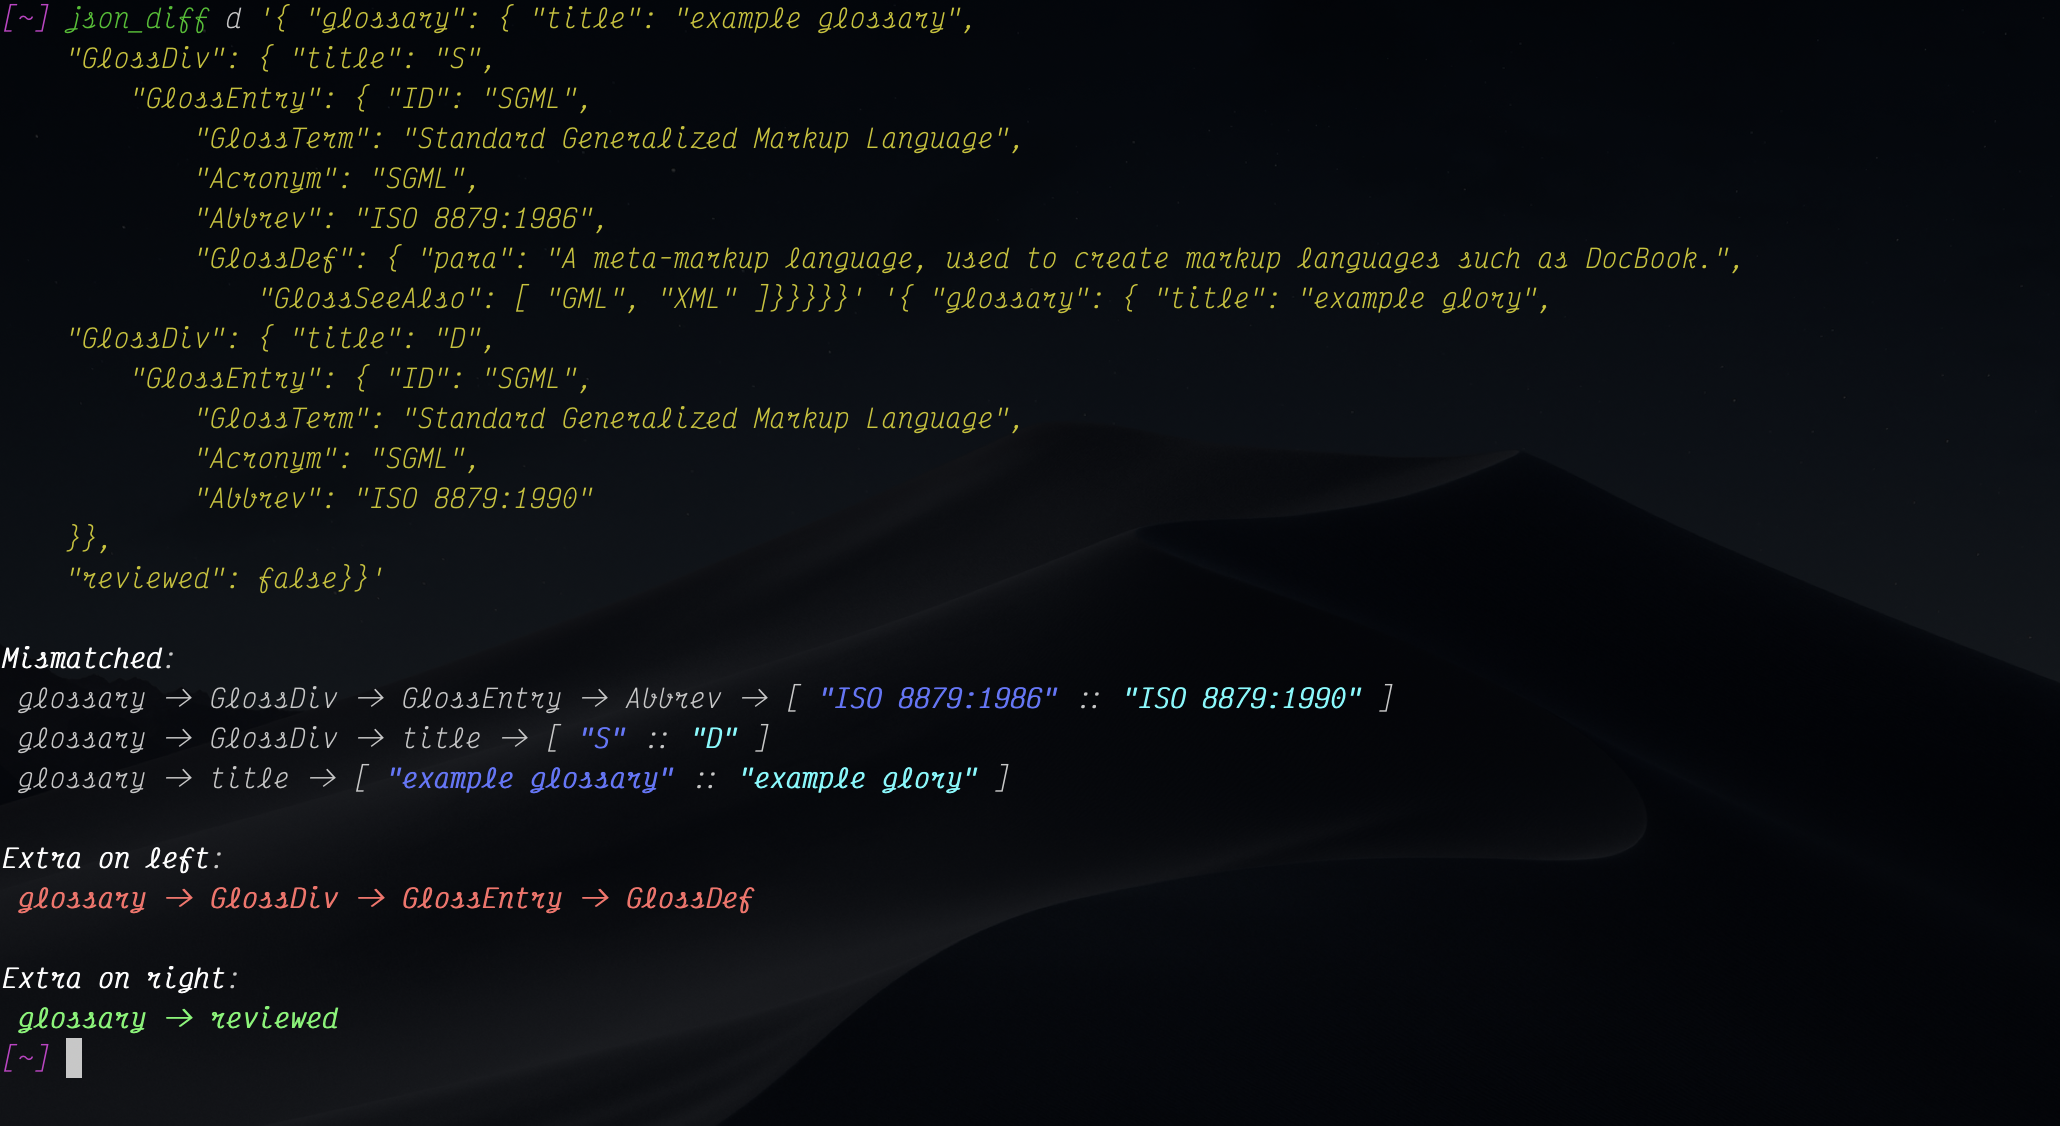 [~] json_diff d '{ "glossary": { "title": "example glossary",
    "GlossDiv": { "title": "S",
        "GlossEntry": { "ID": "SGML",
            "GlossTerm": "Standard Generalized Markup Language",
            "Acronym": "SGML",
            "Abbrev": "ISO 8879:1986",
            "GlossDef": { "para": "A meta-markup language, used to create markup languages such as DocBook.",
                "GlossSeeAlso": [ "GML", "XML" ]}}}}}' '{ "glossary": { "title": "example glory",
    "GlossDiv": { "title": "D",
        "GlossEntry": { "ID": "SGML",
            "GlossTerm": "Standard Generalized Markup Language",
            "Acronym": "SGML",
            "Abbrev": "ISO 8879:1990"
    }},
    "reviewed": false}}'
Mismatched:
 glossary → GlossDiv → GlossEntry → Abbrev → [ "ISO 8879:1986" :: "ISO 8879:1990" ]
 glossary → GlossDiv → title → [ "S" :: "D" ]
 glossary → title → [ "example glossary" :: "example glory" ]
Extra on left:
 glossary → GlossDiv → GlossEntry → GlossDef
Extra on right:
 glossary → reviewed
[~]